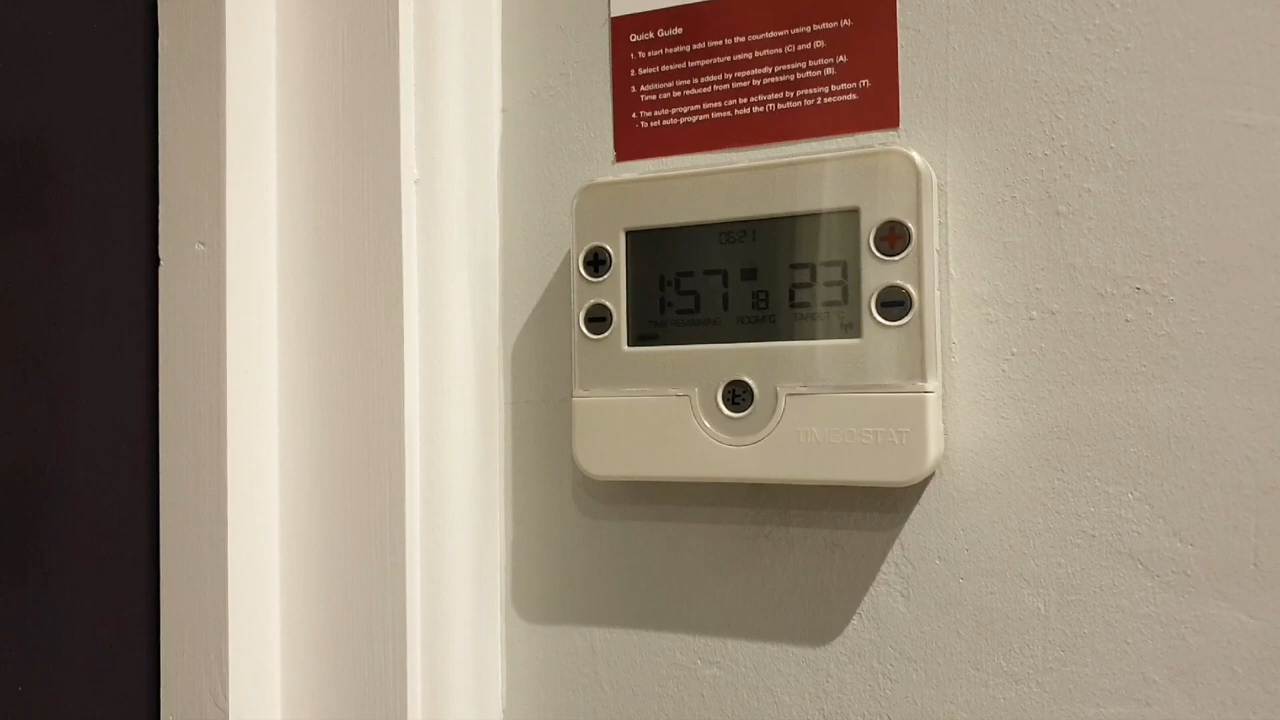 Quick Guide
1. To start heating add time to the countdown using button (A).
2. Select desired temperature using buttons (C) and (D).
3. Additional time is added by repeatedly pressing button (A).
Time can be reduced from timer by pressing button (B).
4. The auto-program times can be activated by pressing button (T).
- To set auto-program times, hold the (T) button for 2 seconds.
06:21
1:57 18 23
TIME REMAINING ROOM°C TARGET °C
:t:
TIMEOSTAT